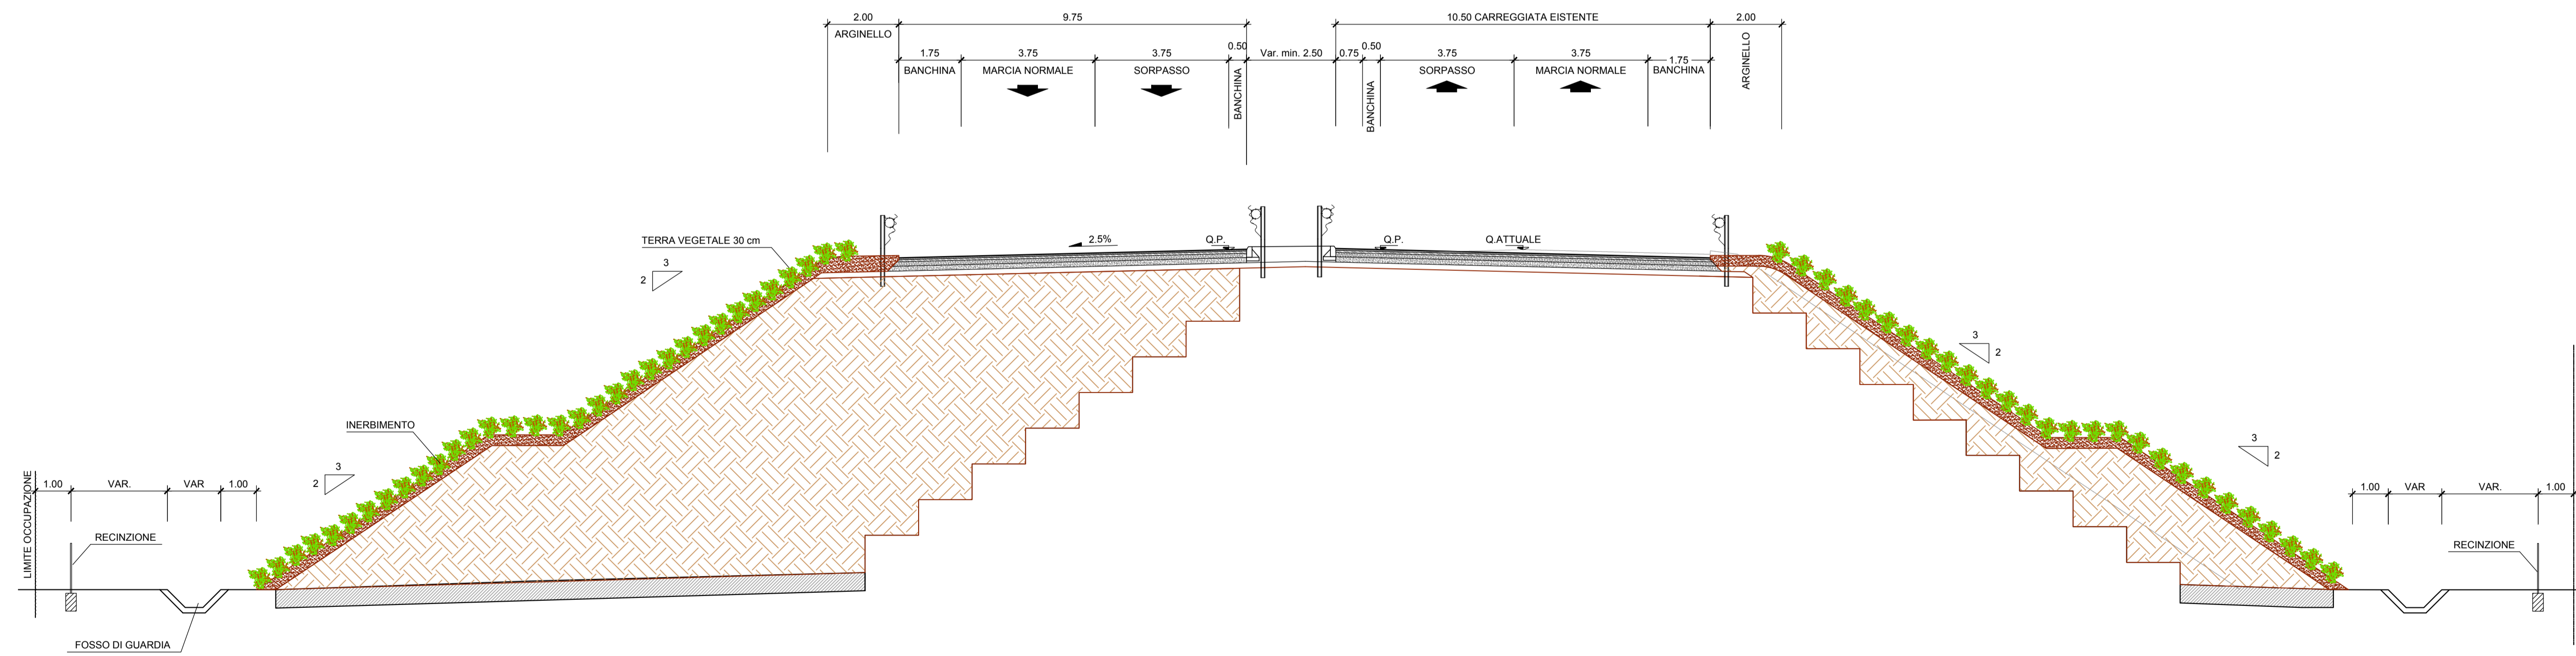 2.00
9.75
10.50 CARREGGIATA EISTENTE
2.00
ARGINELLO
1.75
3.75
3.75
0.50
Var. min. 2.50
0.75
0.50
3.75
3.75
1.75
BANCHINA
MARCIA NORMALE
SORPASSO
BANCHINA
BANCHINA
SORPASSO
MARCIA NORMALE
BANCHINA
ARGINELLO
TERRA VEGETALE 30 cm
2.5%
Q.P.
Q.P.
Q.ATTUALE
3
2
3
2
INERBIMENTO
3
2
3
2
LIMITE OCCUPAZIONE
1.00
VAR.
VAR
1.00
1.00
VAR
VAR.
1.00
RECINZIONE
RECINZIONE
FOSSO DI GUARDIA